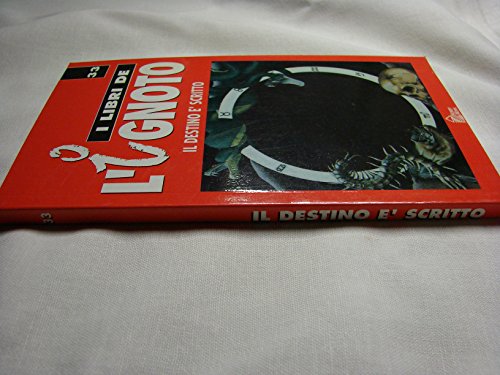 33
I LIBRI DE
L'IGNOTO
IL DESTINO E' SCRITTO
33
IL DESTINO E' SCRITTO